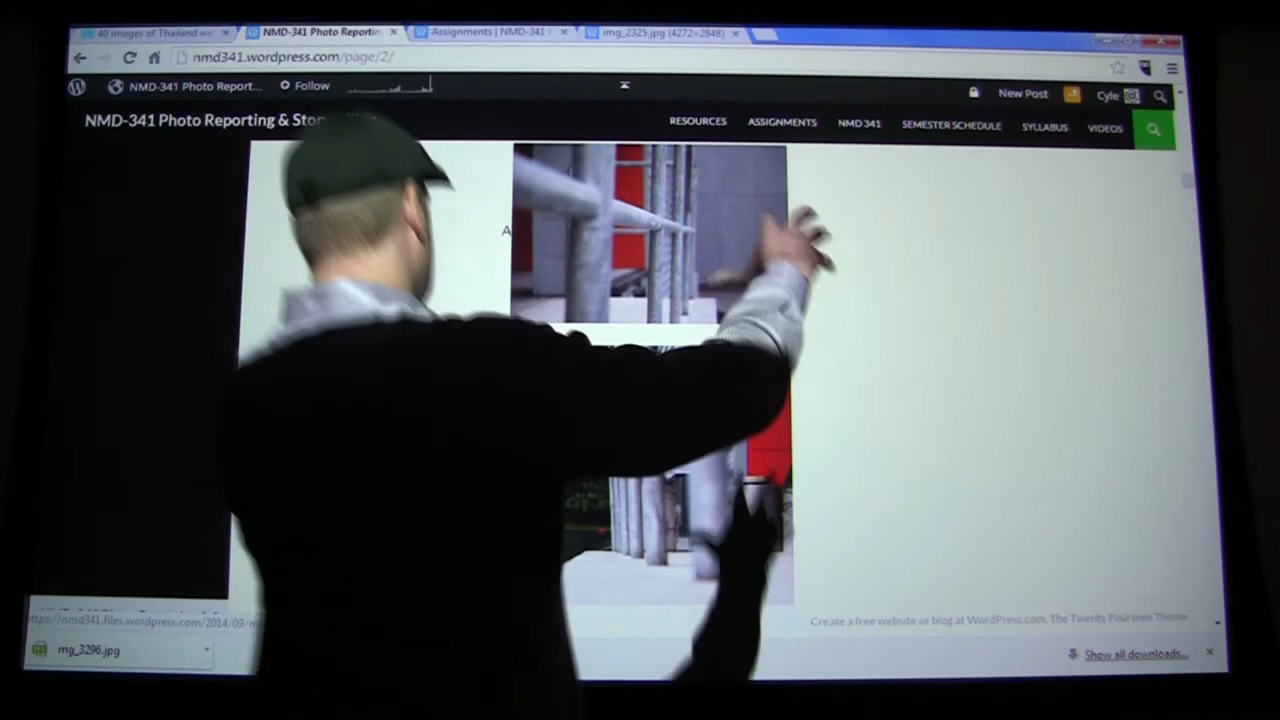 40 images of Thailand we
NMD-341 Photo Reportin
Assignments | NMD-341
img_2325.jpg (4272×2848)
nmd341.wordpress.com/page/2/
NMD-341 Photo Report...
Follow
New Post
Cyle
NMD-341 Photo Reporting &
RESOURCES
ASSIGNMENTS
NMD 341
SEMESTER SCHEDULE
SYLLABUS
VIDEOS
A
https://nmd341.files.wordpress.com/2014/09/
Create a free website or blog at WordPress.com. The Twenty Fourteen Theme
mg_3296.jpg
Show all downloads...